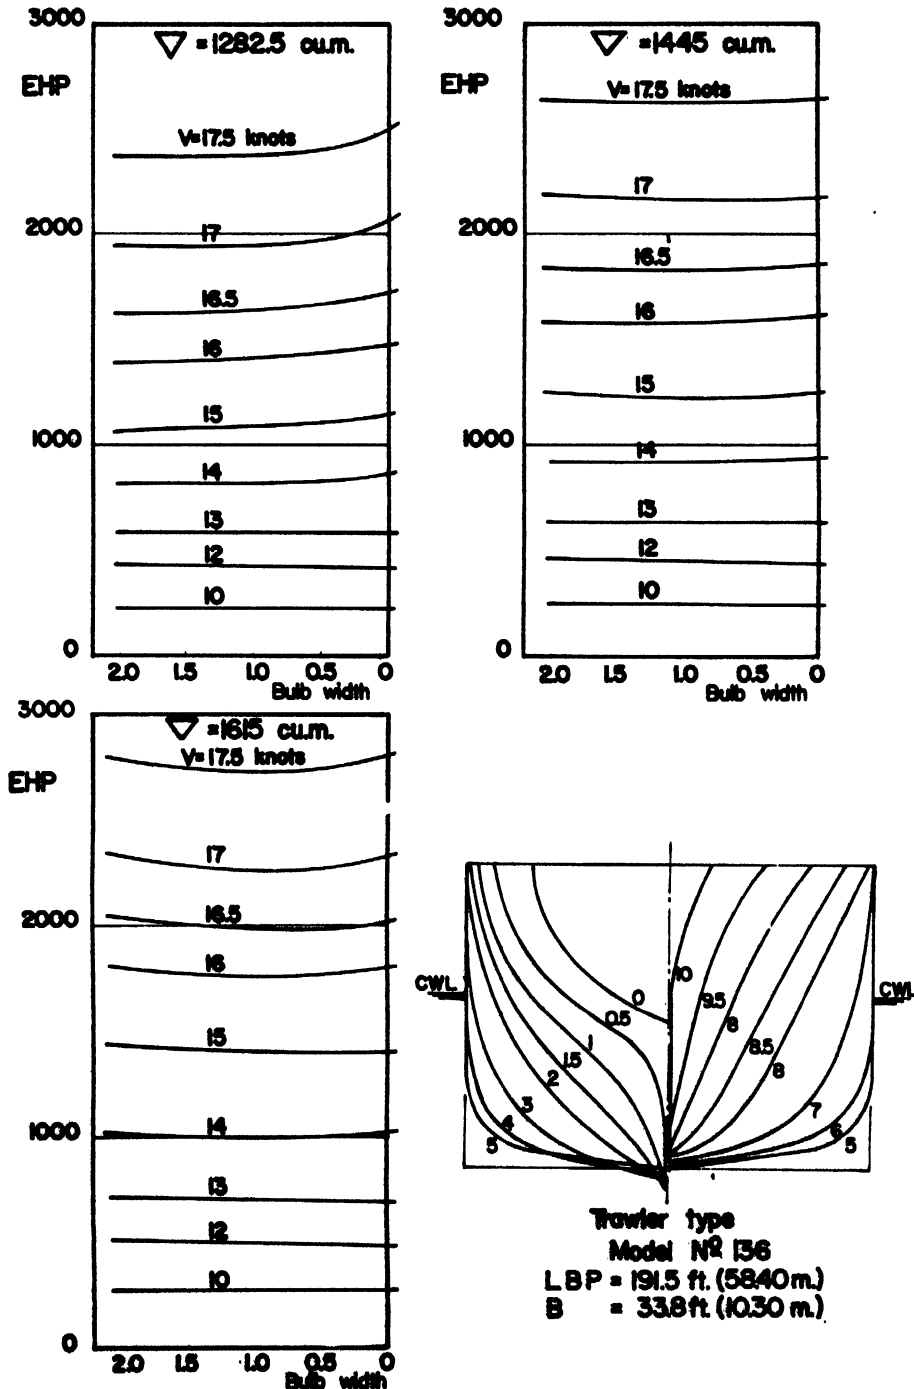 3000
▽ =1282.5 cu.m.
EHP
V=17.5 knots
2000
17
16.5
16
15
1000
14
13
12
10
0
2.0 1.5 1.0 0.5 0
Bulb width
3000
▽ =1445 cu.m.
EHP
V=17.5 knots
17
2000
16.5
16
15
1000
14
13
12
10
0
2.0 1.5 1.0 0.5 0
Bulb width
3000
▽ =1615 cu.m.
V=17.5 knots
EHP
17
2000
16.5
16
15
1000
14
13
12
10
0
2.0 1.5 1.0 0.5 0
Bulb width
CWL
CWL
0
0.5
1
1.5
2
3
4
5
10
9.5
8
8.5
8
7
6
5
Trawler type
Model Nº 136
LBP = 191.5 ft. (58.40 m.)
B = 33.8 ft. (10.30 m.)